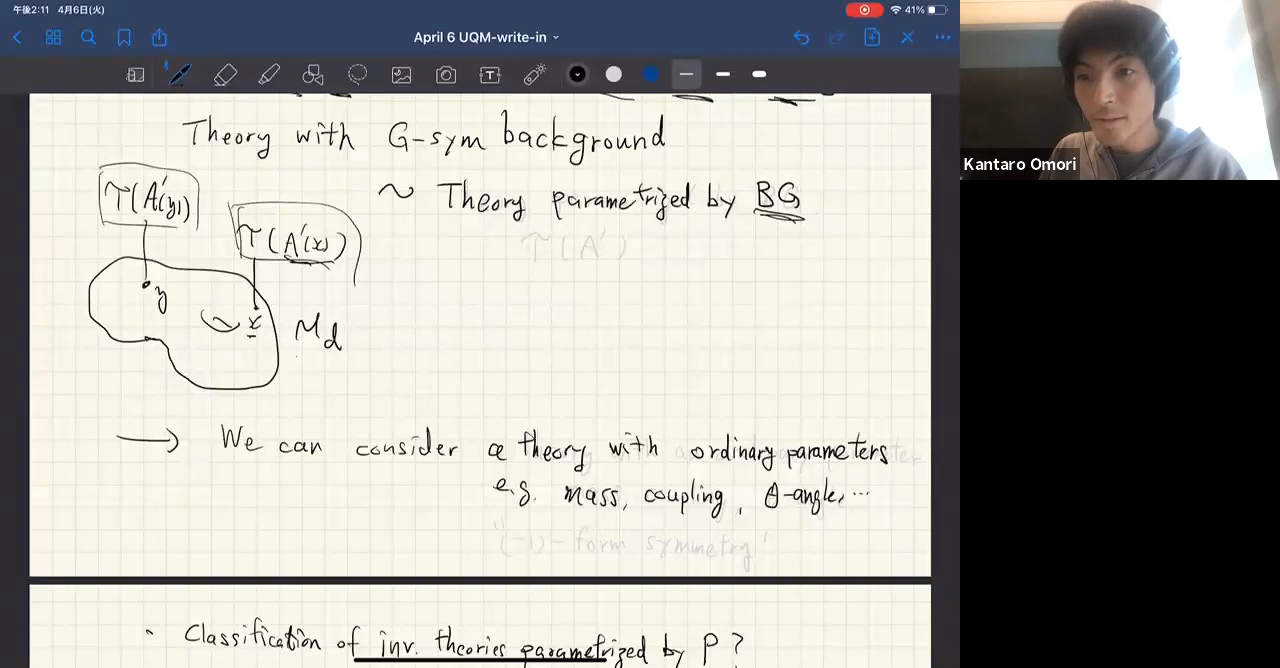 午後2:11 4月6日(火)
41%
April 6 UQM-write-in
Kantaro Omori
Theory with G-sym background
~ Theory parametrized by BG
T(A'(y))
T(A'(x))
T(A')
y
x
Md
→ We can consider a theory with ordinary parameters
e.g. mass, coupling, θ-angle, ...
"(-1)-form symmetry"
· Classification of inv. theories parametrized by P?